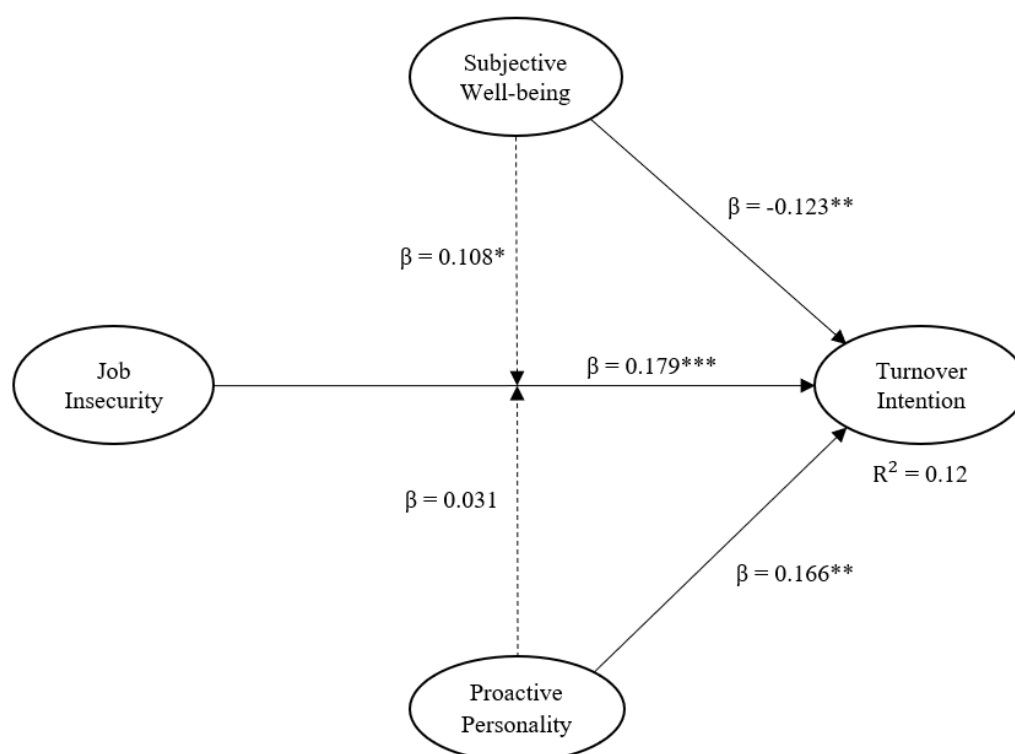 Subjective
Well-being
β = -0.123**
β = 0.108*
Job
Insecurity
β = 0.179***
Turnover
Intention
R² = 0.12
β = 0.031
β = 0.166**
Proactive
Personality